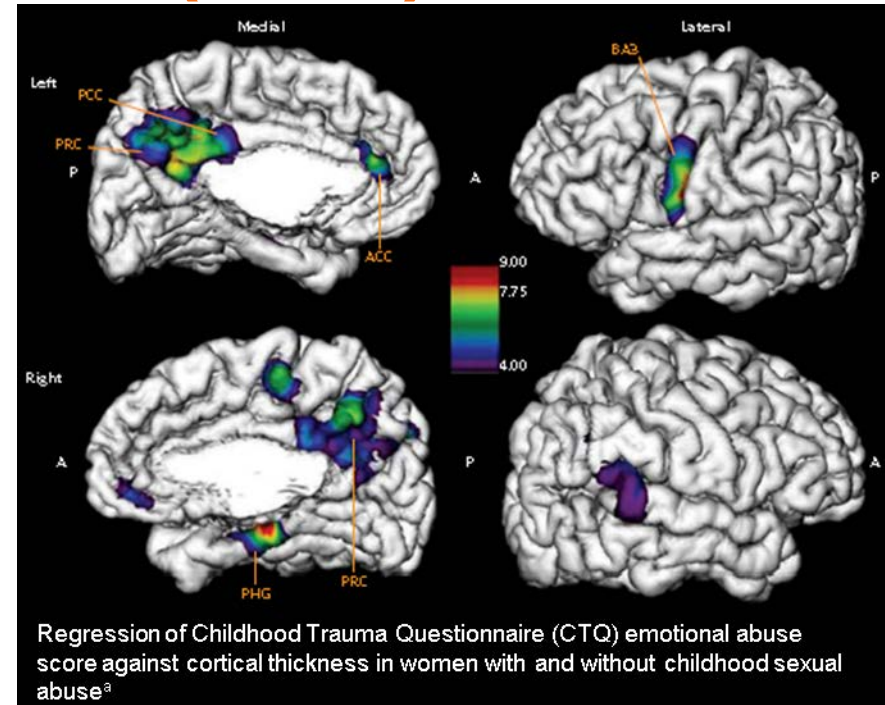 Medial
Lateral
Left
PCC
PRC
P
ACC
A
BA3
P
9.00
7.75
4.00
Right
A
PHG
PRC
P
A
Regression of Childhood Trauma Questionnaire (CTQ) emotional abuse
score against cortical thickness in women with and without childhood sexual
abuseᵃ